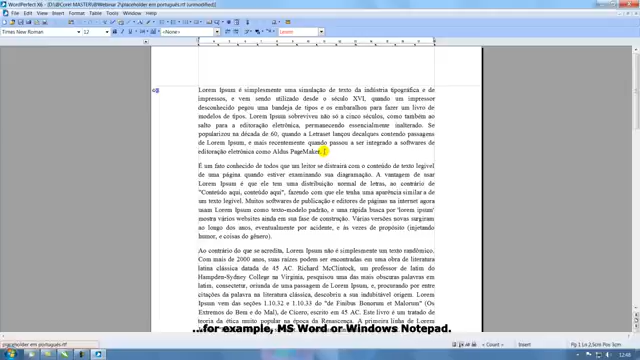 WordPerfect X6 - [D:\@Corel MASTER\@Webinar 7\placeholder em português.rtf (unmodified)]
File Edit View Insert Format Table Tools Window Help
Times New Roman 12 <None> Lorem
Lorem Ipsum é simplesmente uma simulação de texto da indústria tipográfica e de
impressos, e vem sendo utilizado desde o século XVI, quando um impressor
desconhecido pegou uma bandeja de tipos e os embaralhou para fazer um livro de
modelos de tipos. Lorem Ipsum sobreviveu não só a cinco séculos, como também ao
salto para a editoração eletrônica, permanecendo essencialmente inalterado. Se
popularizou na década de 60, quando a Letraset lançou decalques contendo passagens
de Lorem Ipsum, e mais recentemente quando passou a ser integrado a softwares de
editoração eletrônica como Aldus PageMaker.
É um fato conhecido de todos que um leitor se distrairá com o conteúdo de texto legível
de uma página quando estiver examinando sua diagramação. A vantagem de usar
Lorem Ipsum é que ele tem uma distribuição normal de letras, ao contrário de
"Conteúdo aqui, conteúdo aqui", fazendo com que ele tenha uma aparência similar a
de um texto legível. Muitos softwares de publicação e editores de páginas na internet agora
usam Lorem Ipsum como texto-modelo padrão, e uma rápida busca por 'lorem ipsum'
mostra vários websites ainda em sua fase de construção. Várias versões novas surgiram
ao longo dos anos, eventualmente por acidente, e às vezes de propósito (injetando
humor, e coisas do gênero).
Ao contrário do que se acredita, Lorem Ipsum não é simplesmente um texto randômico.
Com mais de 2000 anos, suas raízes podem ser encontradas em uma obra de literatura
latina clássica datada de 45 AC. Richard McClintock, um professor de latim do
Hampden-Sydney College na Virginia, pesquisou uma das mais obscuras palavras em
latim, consectetur, oriunda de uma passagem de Lorem Ipsum, e, procurando por entre
citações da palavra na literatura clássica, descobriu a sua indubitável origem. Lorem
Ipsum vem das seções 1.10.32 e 1.10.33 do "de Finibus Bonorum et Malorum" (Os
Extremos do Bem e do Mal), de Cícero, escrito em 45 AC. Este livro é um tratado de
teoria da ética muito popular na época da Renascença. A primeira linha de Lorem
...for example, MS Word or Windows Notepad.
placeholder em português.rtf
12:48